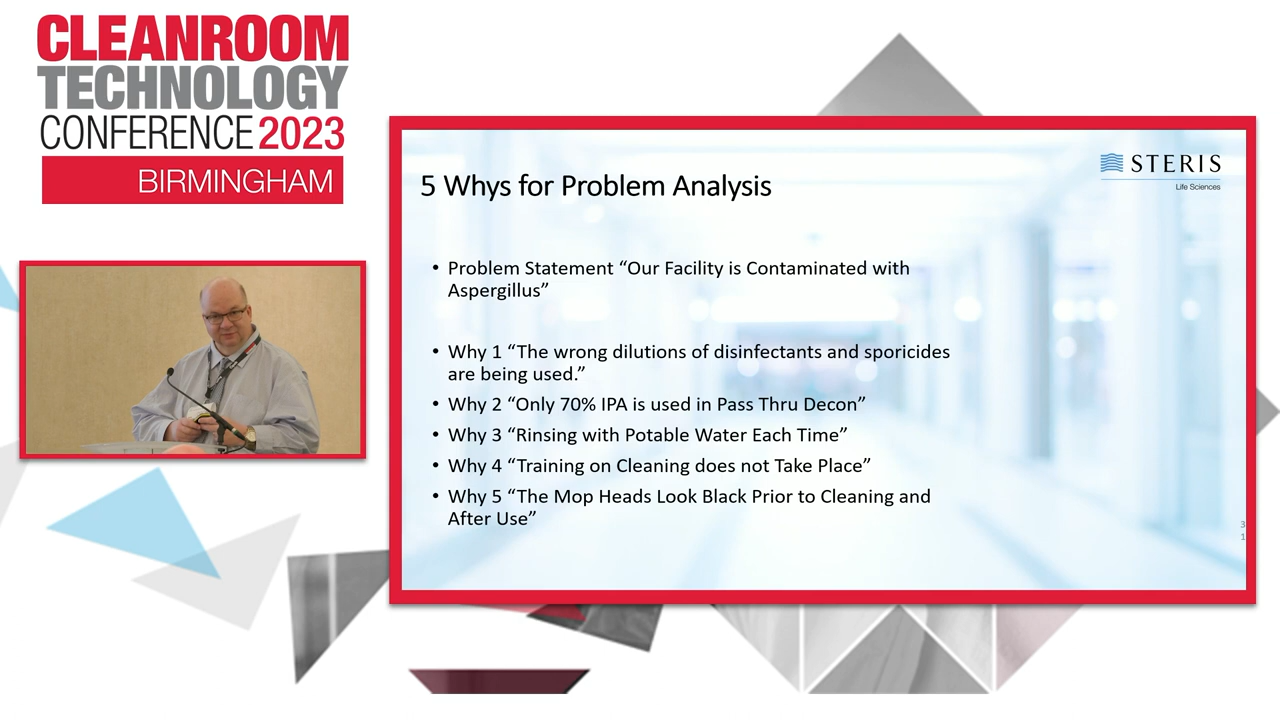 CLEANROOM
TECHNOLOGY
CONFERENCE 2023
BIRMINGHAM
STERIS
Life Sciences
5 Whys for Problem Analysis
• Problem Statement “Our Facility is Contaminated with
Aspergillus”
• Why 1 “The wrong dilutions of disinfectants and sporicides
are being used.”
• Why 2 “Only 70% IPA is used in Pass Thru Decon”
• Why 3 “Rinsing with Potable Water Each Time”
• Why 4 “Training on Cleaning does not Take Place”
• Why 5 “The Mop Heads Look Black Prior to Cleaning and
After Use”
3
1